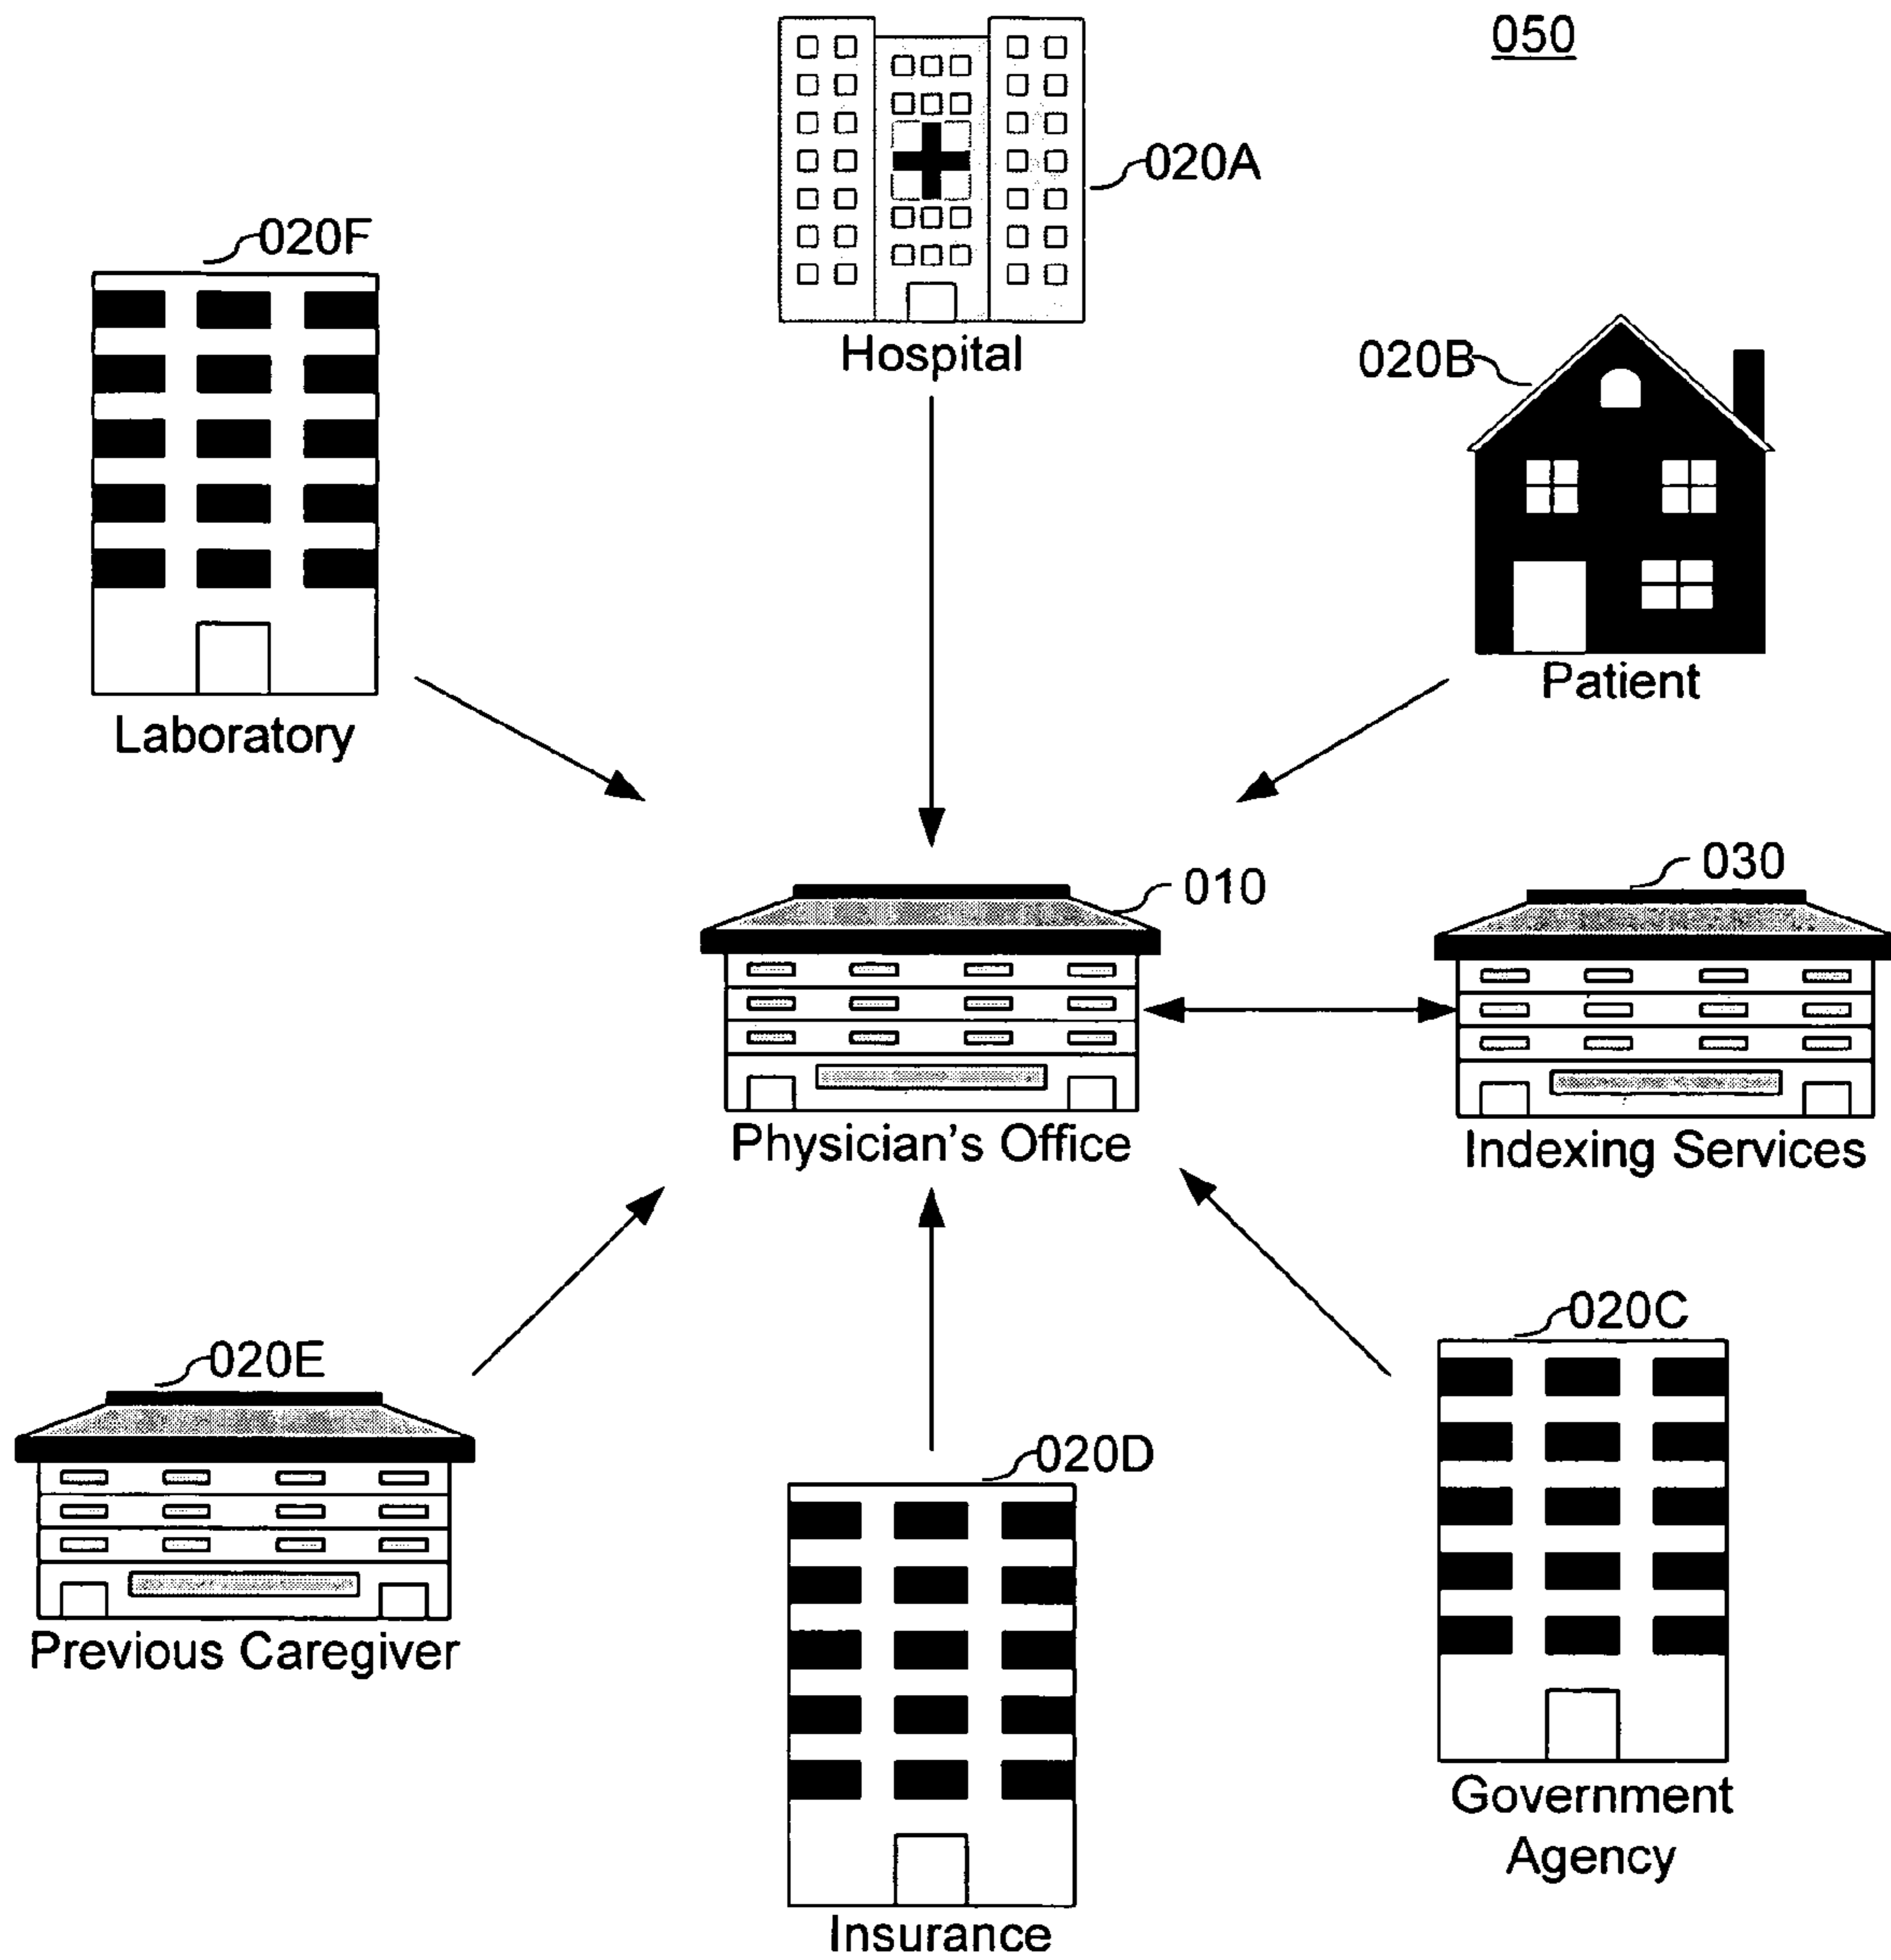 050
020A
Hospital
020F
Laboratory
020B
Patient
010
Physician's Office
030
Indexing Services
020E
Previous Caregiver
020D
Insurance
020C
Government
Agency